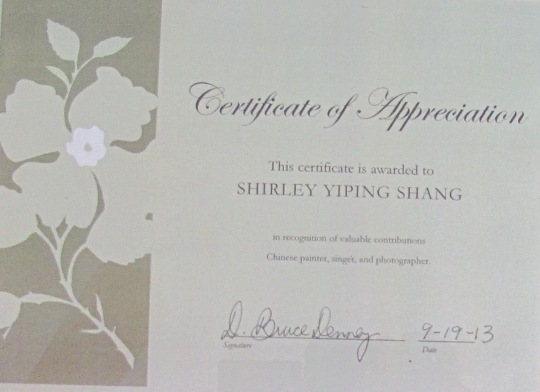 Certificate of Appreciation
This certificate is awarded to
SHIRLEY YIPING SHANG
in recognition of valuable contributions
Chinese painter, singer, and photographer.
D. Bruce Denney 9-19-13
Signature Date